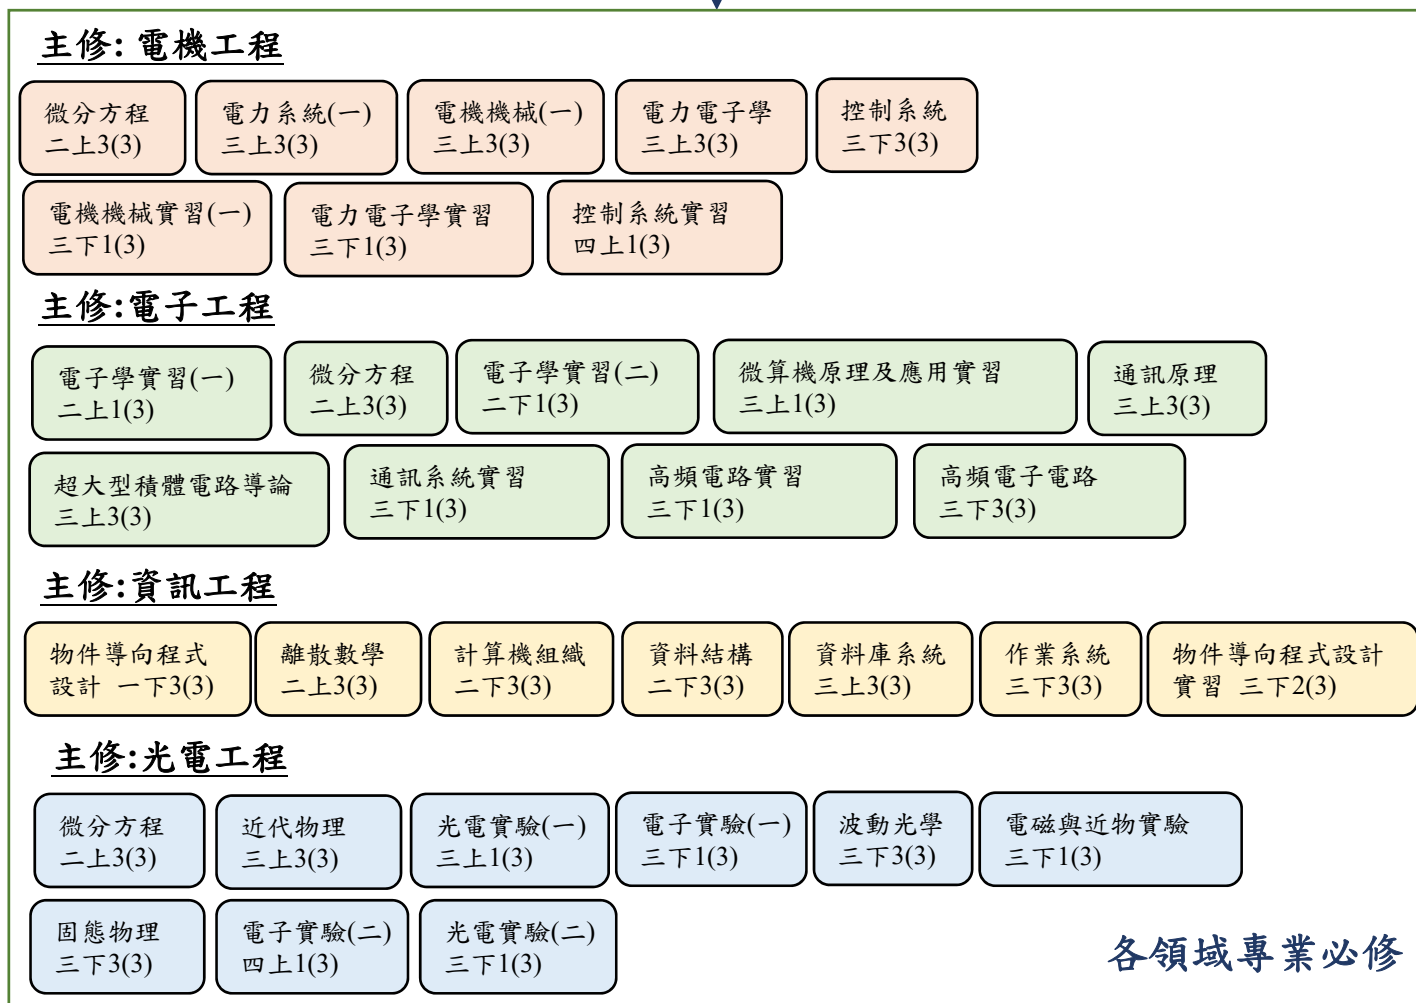 主修: 電機工程
微分方程
二上3(3)
電力系統(一)
三上3(3)
電機機械(一)
三上3(3)
電力電子學
三上3(3)
控制系統
三下3(3)
電機機械實習(一)
三下1(3)
電力電子學實習
三下1(3)
控制系統實習
四上1(3)
主修:電子工程
電子學實習(一)
二上1(3)
微分方程
二上3(3)
電子學實習(二)
二下1(3)
微算機原理及應用實習
三上1(3)
通訊原理
三上3(3)
超大型積體電路導論
三上3(3)
通訊系統實習
三下1(3)
高頻電路實習
三下1(3)
高頻電子電路
三下3(3)
主修:資訊工程
物件導向程式
設計 一下3(3)
離散數學
二上3(3)
計算機組織
二下3(3)
資料結構
二下3(3)
資料庫系統
三上3(3)
作業系統
三下3(3)
物件導向程式設計
實習 三下2(3)
主修:光電工程
微分方程
二上3(3)
近代物理
三上3(3)
光電實驗(一)
三上1(3)
電子實驗(一)
三下1(3)
波動光學
三下3(3)
電磁與近物實驗
三下1(3)
固態物理
三下3(3)
電子實驗(二)
四上1(3)
光電實驗(二)
三下1(3)
各領域專業必修